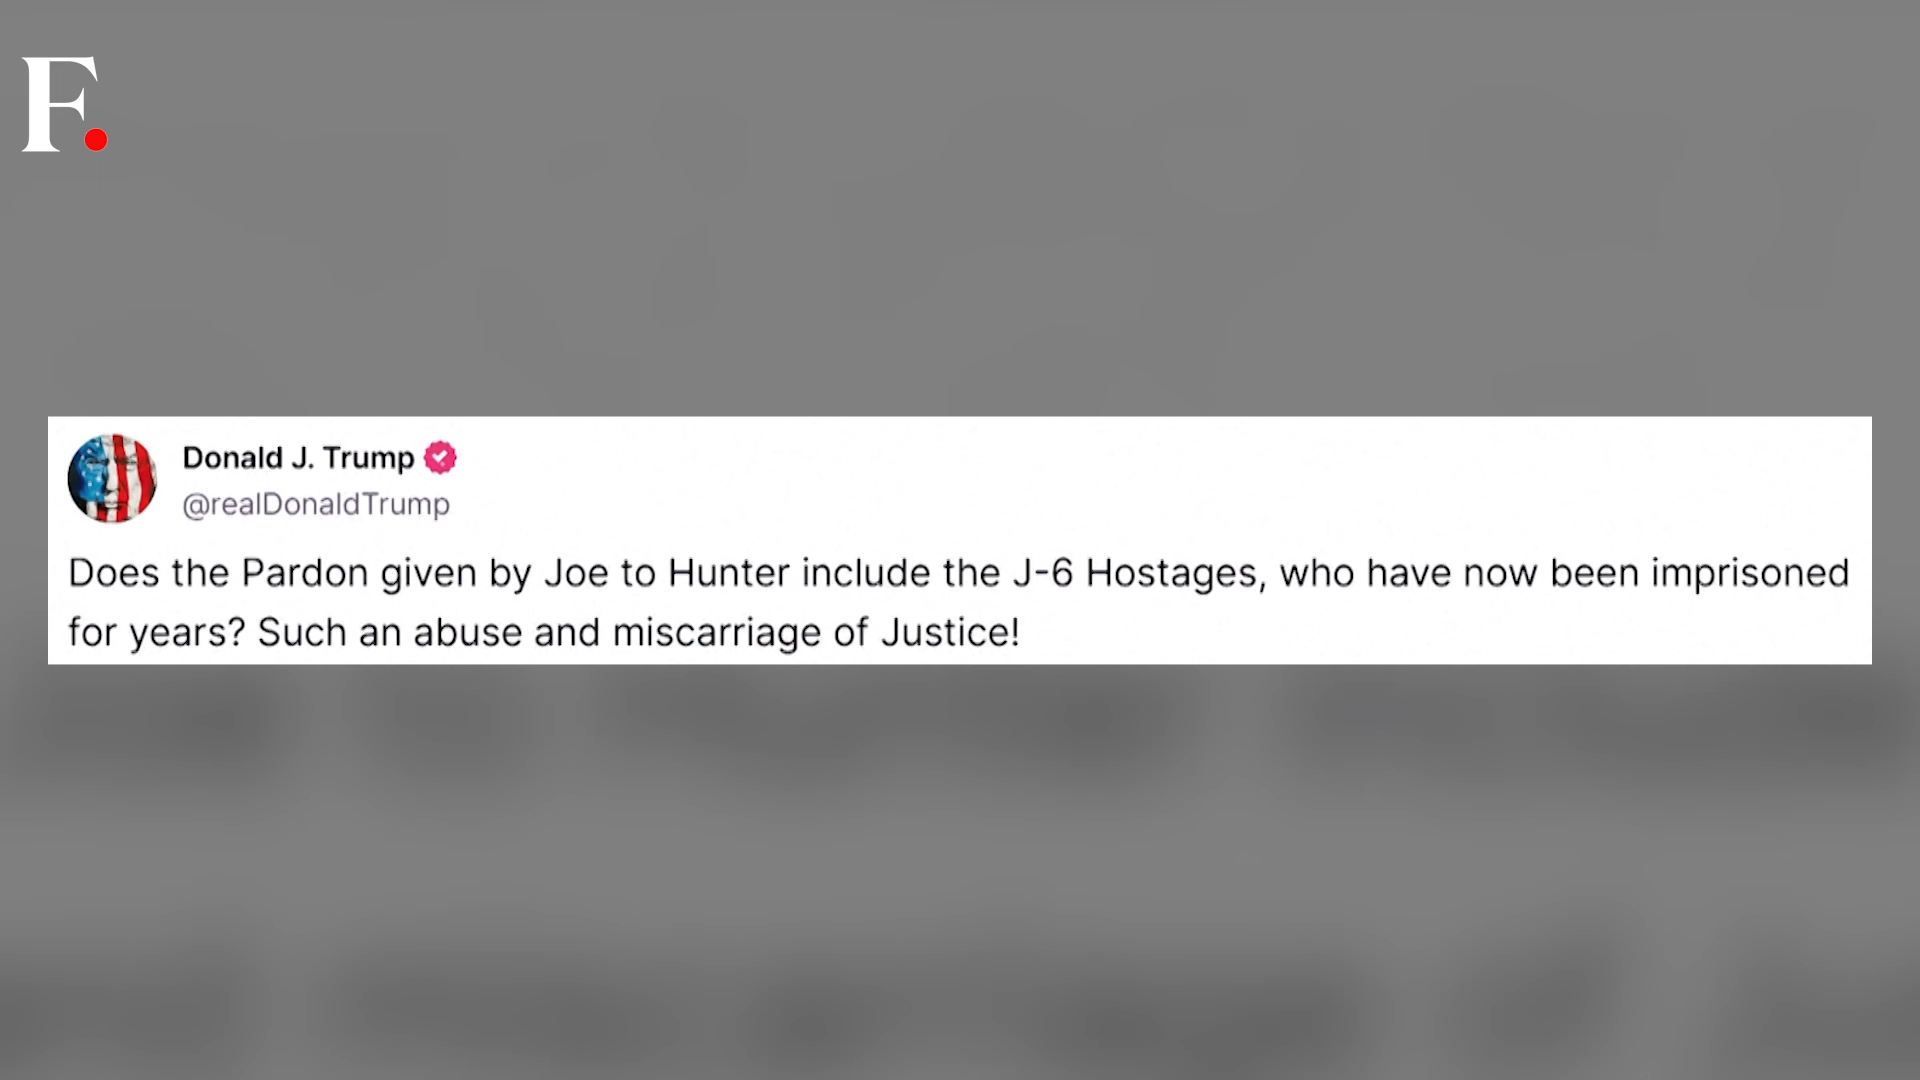 F.
Donald J. Trump
@realDonaldTrump
Does the Pardon given by Joe to Hunter include the J-6 Hostages, who have now been imprisoned
for years? Such an abuse and miscarriage of Justice!